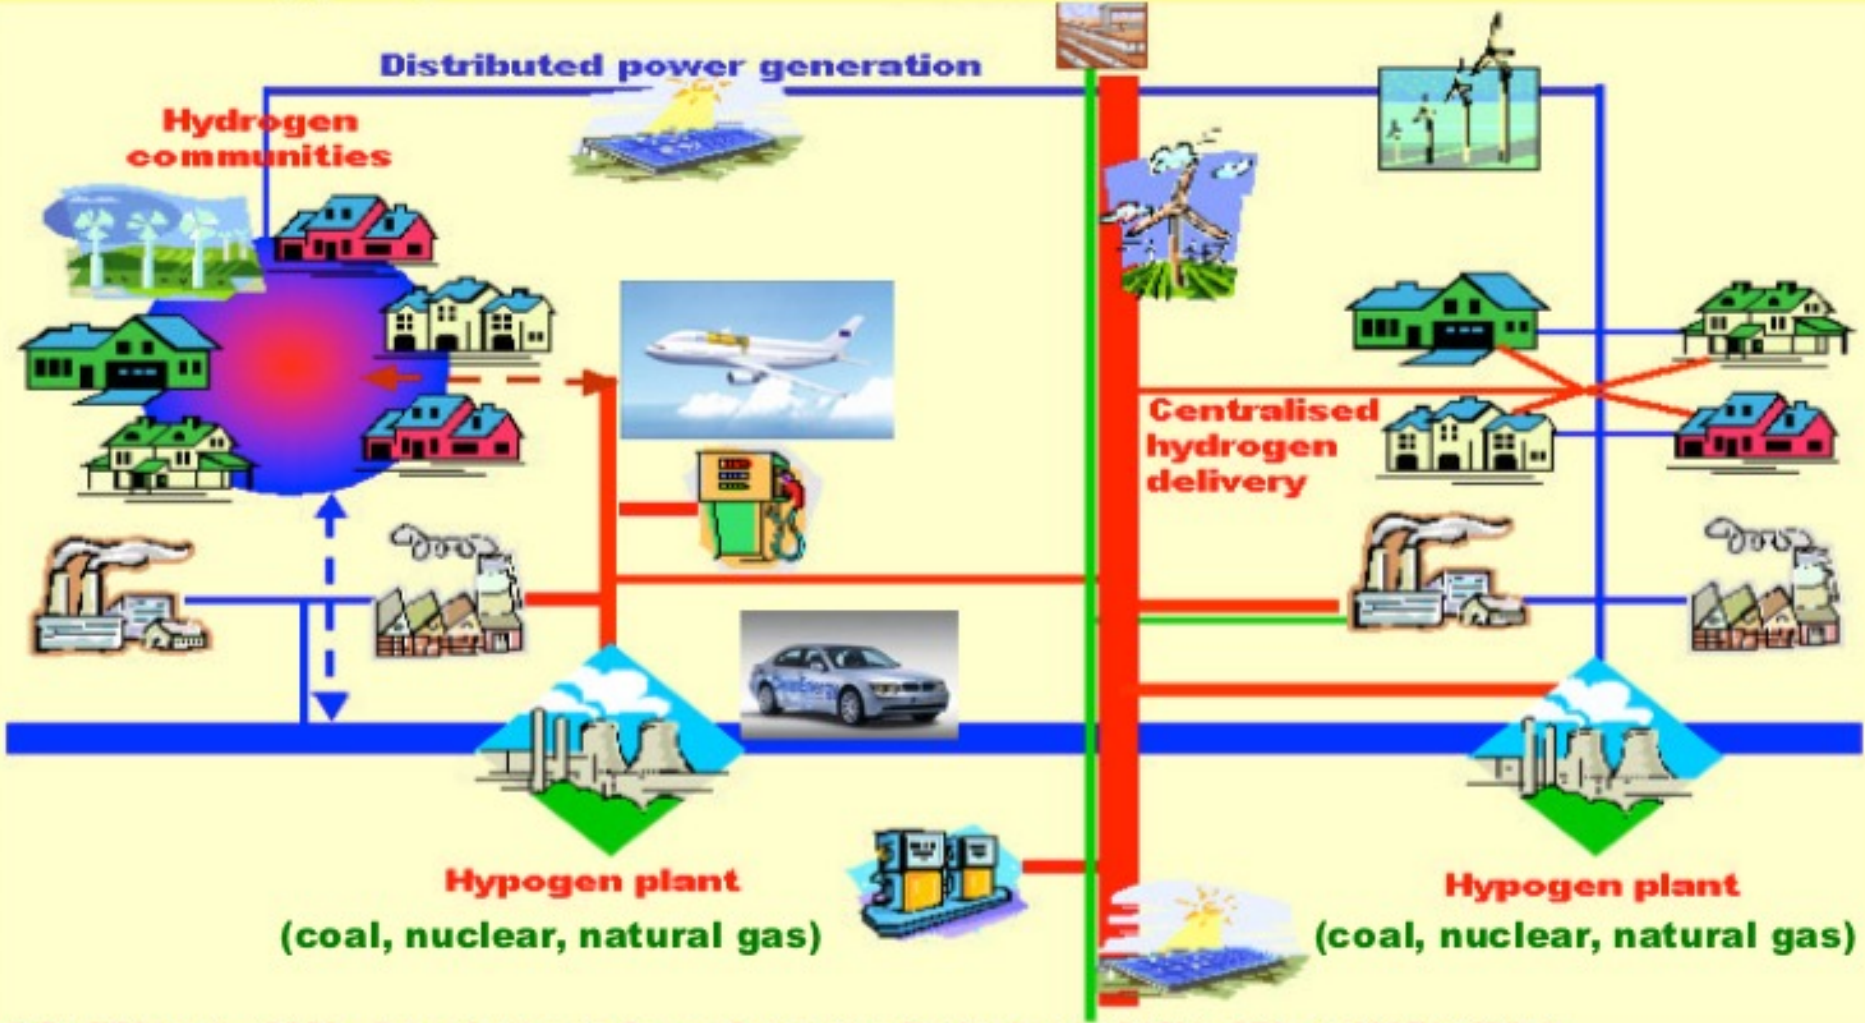 Distributed power generation
Hydrogen
communities
Centralised
hydrogen
delivery
Hypogen plant
(coal, nuclear, natural gas)
Hypogen plant
(coal, nuclear, natural gas)